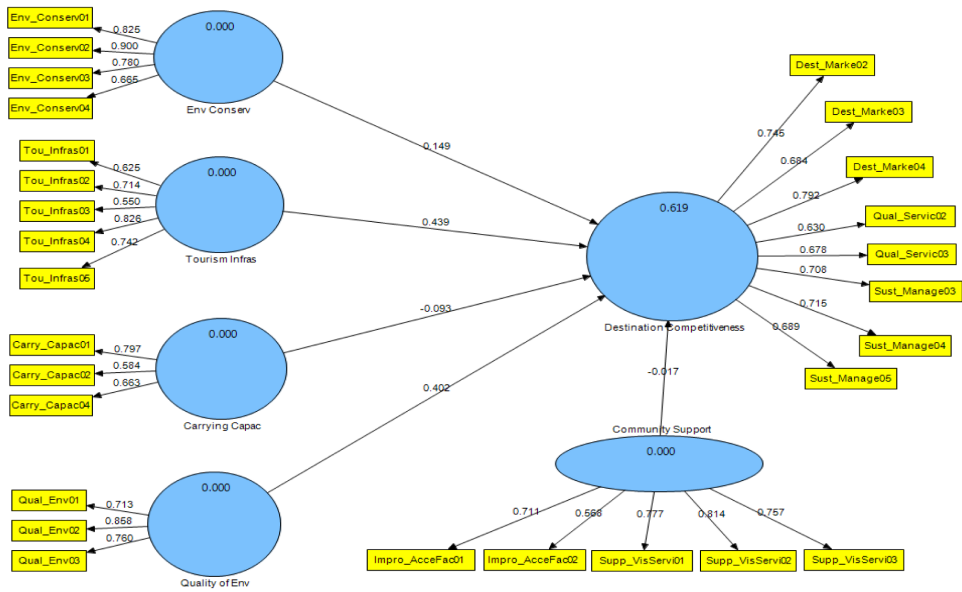 Env_Conserv01
Env_Conserv02
Env_Conserv03
Env_Conserv04
0.825
0.900
0.780
0.665
0.000
Env Conserv
0.149
Tou_Infras01
Tou_Infras02
Tou_Infras03
Tou_Infras04
Tou_Infras05
0.625
0.714
0.550
0.826
0.742
0.000
Tourism Infras
0.439
Carry_Capac01
Carry_Capac02
Carry_Capac04
0.797
0.584
0.663
0.000
Carrying Capac
-0.093
Qual_Env01
Qual_Env02
Qual_Env03
0.713
0.858
0.760
0.000
Quality of Env
0.402
0.619
Destination Competitiveness
Dest_Marke02
Dest_Marke03
Dest_Marke04
Qual_Servic02
Qual_Servic03
Sust_Manage03
Sust_Manage04
Sust_Manage05
0.745
0.684
0.792
0.630
0.678
0.708
0.715
0.689
-0.017
Community Support
0.000
0.711
0.568
0.777
0.814
0.757
Impro_AcceFac01
Impro_AcceFac02
Supp_VisServi01
Supp_VisServi02
Supp_VisServi03